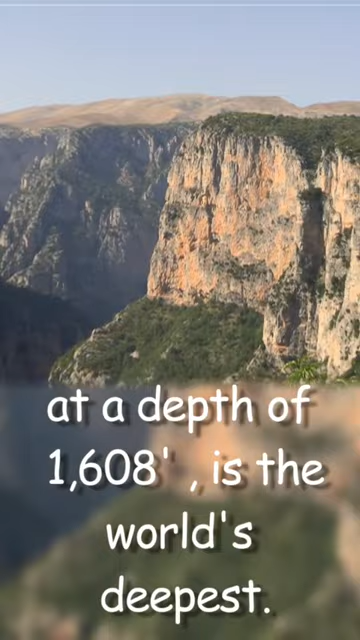 at a depth of
1,608' , is the
world's
deepest.